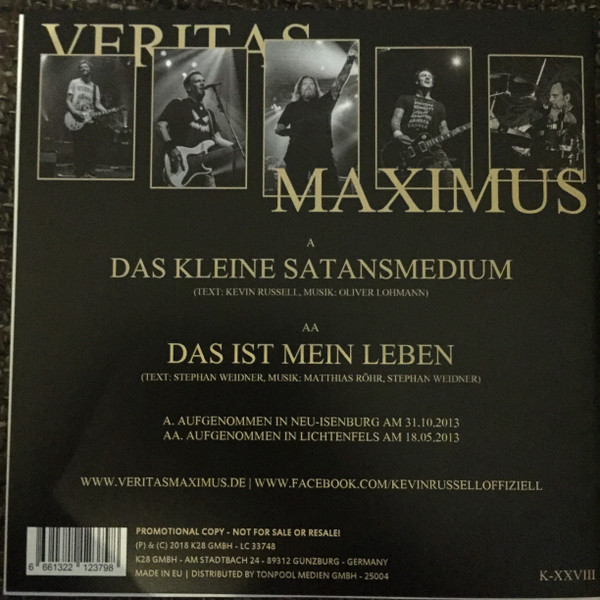 VERITAS
MAXIMUS
A
DAS KLEINE SATANSMEDIUM
(TEXT: KEVIN RUSSELL, MUSIK: OLIVER LOHMANN)
AA
DAS IST MEIN LEBEN
(TEXT: STEPHAN WEIDNER, MUSIK: MATTHIAS RÖHR, STEPHAN WEIDNER)
A. AUFGENOMMEN IN NEU-ISENBURG AM 31.10.2013
AA. AUFGENOMMEN IN LICHTENFELS AM 18.05.2013
WWW.VERITASMAXIMUS.DE | WWW.FACEBOOK.COM/KEVINRUSSELLOFFIZIELL
PROMOTIONAL COPY - NOT FOR SALE OR RESALE!
(P) & (C) 2018 K28 GMBH - LC 33748
K28 GMBH - AM STADTBACH 24 - 89312 GÜNZBURG - GERMANY
MADE IN EU | DISTRIBUTED BY TONPOOL MEDIEN GMBH - 25004
6 661322 123798
K-XXVIII